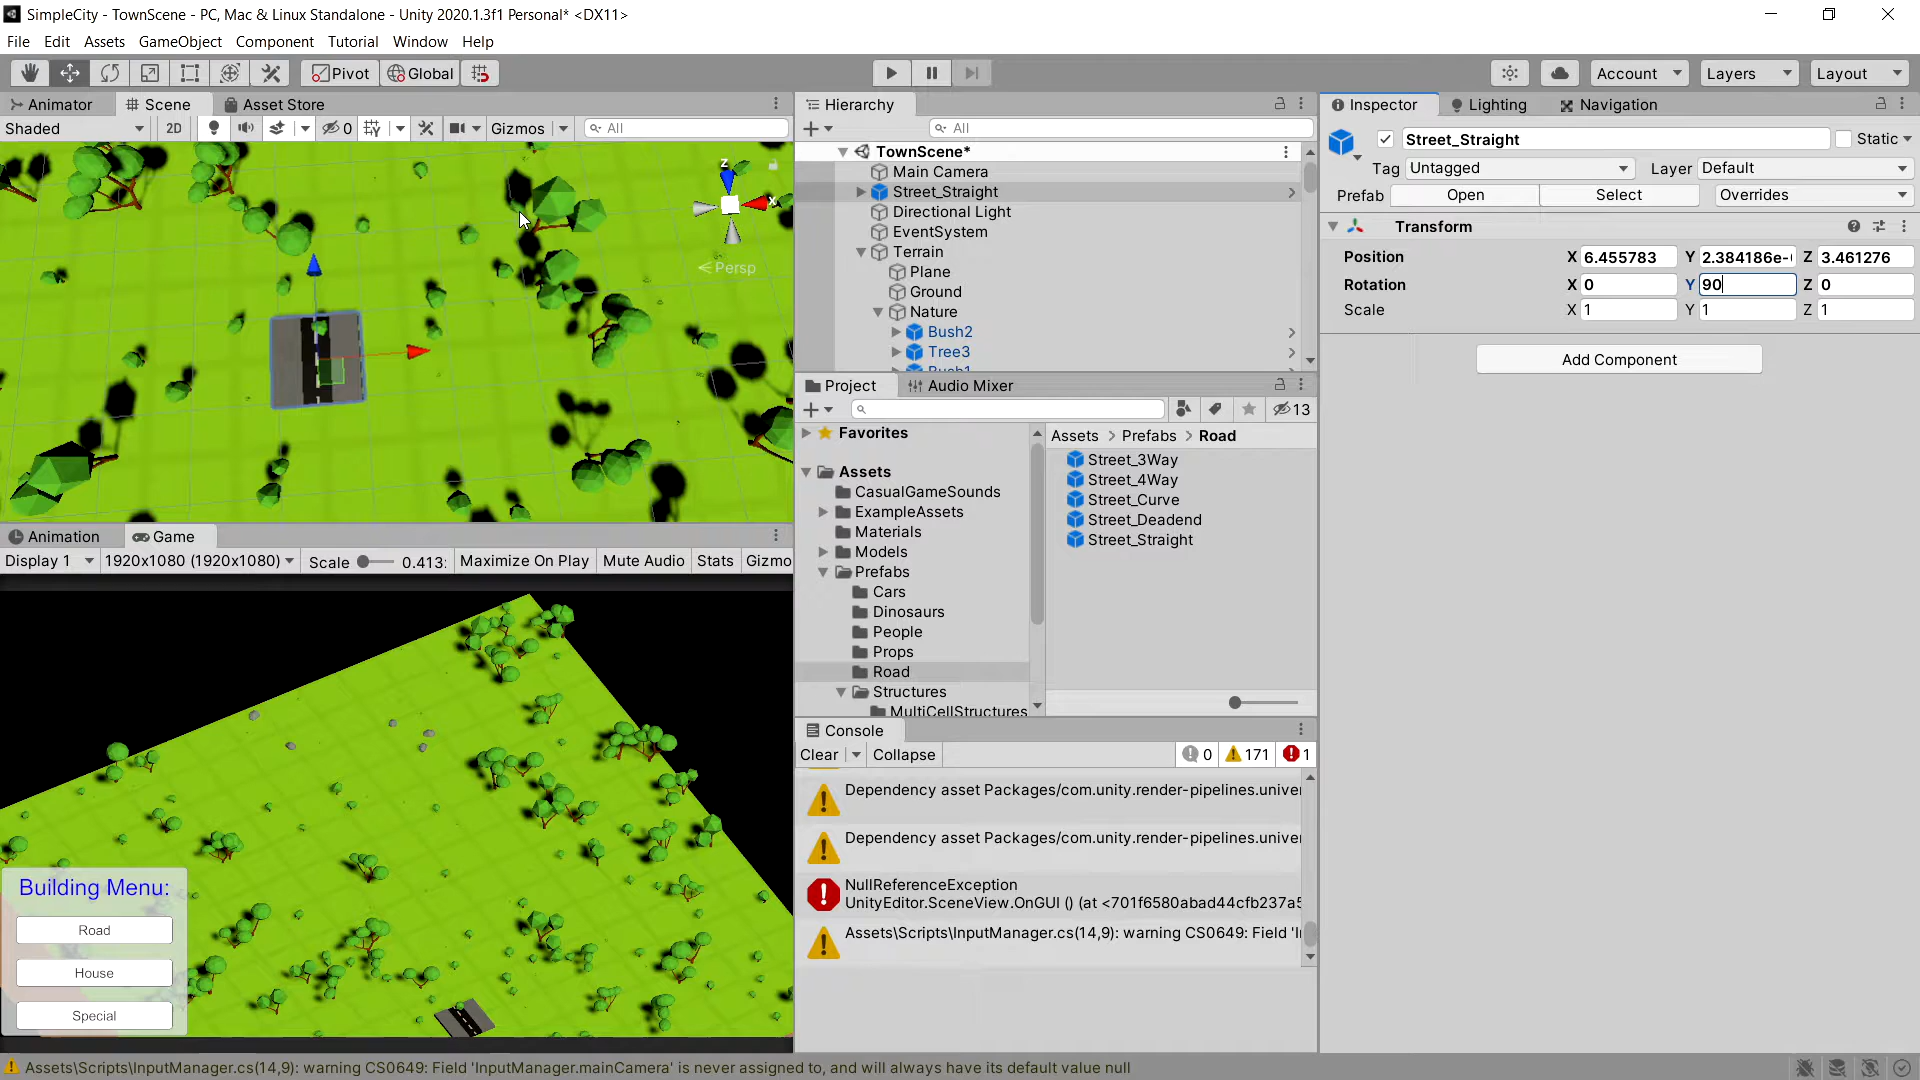 SimpleCity - TownScene - PC, Mac & Linux Standalone - Unity 2020.1.3f1 Personal* <DX11>
File Edit Assets GameObject Component Tutorial Window Help
Pivot Global Account Layers Layout
Animator Scene Asset Store
Shaded 2D 0 Gizmos All
z
x
Persp
Animation Game
Display 1 1920x1080 (1920x1080) Scale 0.413: Maximize On Play Mute Audio Stats Gizmo
Building Menu:
Road
House
Special
Hierarchy
All
TownScene*
Main Camera
Street_Straight
Directional Light
EventSystem
Terrain
Plane
Ground
Nature
Bush2
Tree3
Bush1
Project Audio Mixer
13
Favorites
Assets
CasualGameSounds
ExampleAssets
Materials
Models
Prefabs
Cars
Dinosaurs
People
Props
Road
Structures
MultiCellStructures
Assets > Prefabs > Road
Street_3Way
Street_4Way
Street_Curve
Street_Deadend
Street_Straight
Console
Clear Collapse 0 171 1
Dependency asset Packages/com.unity.render-pipelines.univer
Dependency asset Packages/com.unity.render-pipelines.univer
NullReferenceException
UnityEditor.SceneView.OnGUI () (at <701f6580abad44cfb237a5
Assets\Scripts\InputManager.cs(14,9): warning CS0649: Field 'I
Inspector Lighting Navigation
Street_Straight Static
Tag Untagged Layer Default
Prefab Open Select Overrides
Transform
Position X 6.455783 Y 2.384186e- Z 3.461276
Rotation X 0 Y 90 Z 0
Scale X 1 Y 1 Z 1
Add Component
Assets\Scripts\InputManager.cs(14,9): warning CS0649: Field 'InputManager.mainCamera' is never assigned to, and will always have its default value null